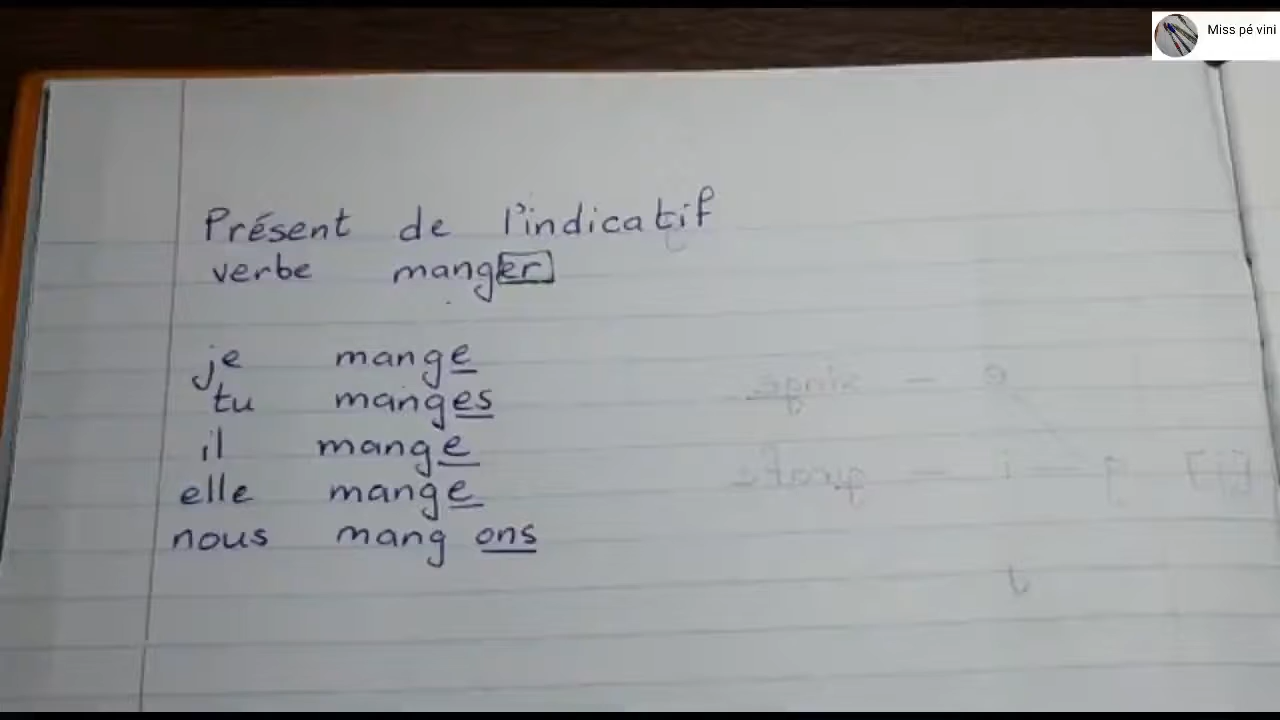 Miss pé vini
Présent de l'indicatif
verbe manger
je mange
tu manges
il mange
elle mange
nous mang ons